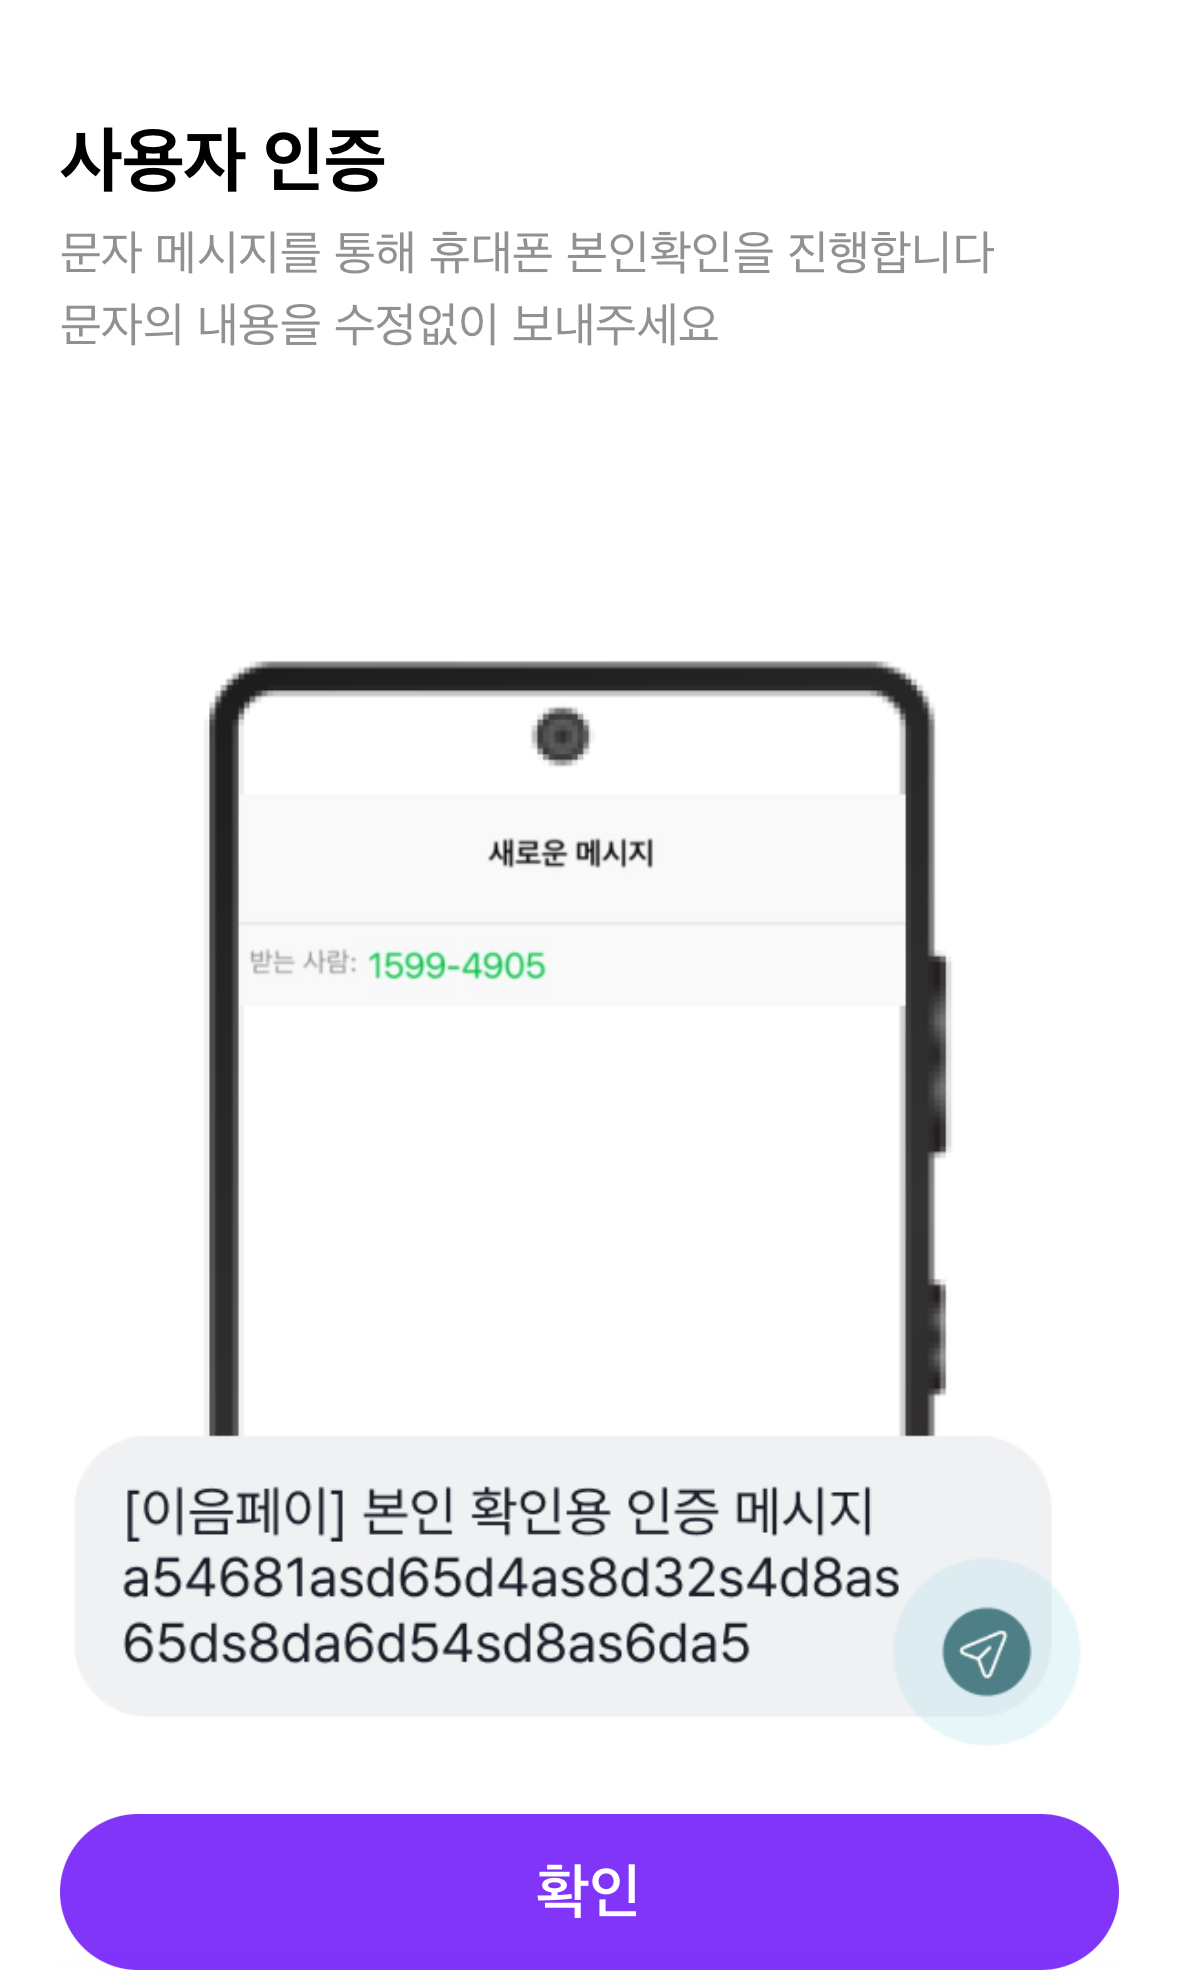 사용자 인증
문자 메시지를 통해 휴대폰 본인확인을 진행합니다
문자의 내용을 수정없이 보내주세요
새로운 메시지
받는 사람: 1599-4905
[이음페이] 본인 확인용 인증 메시지
a54681asd65d4as8d32s4d8as
65ds8da6d54sd8as6da5
확인